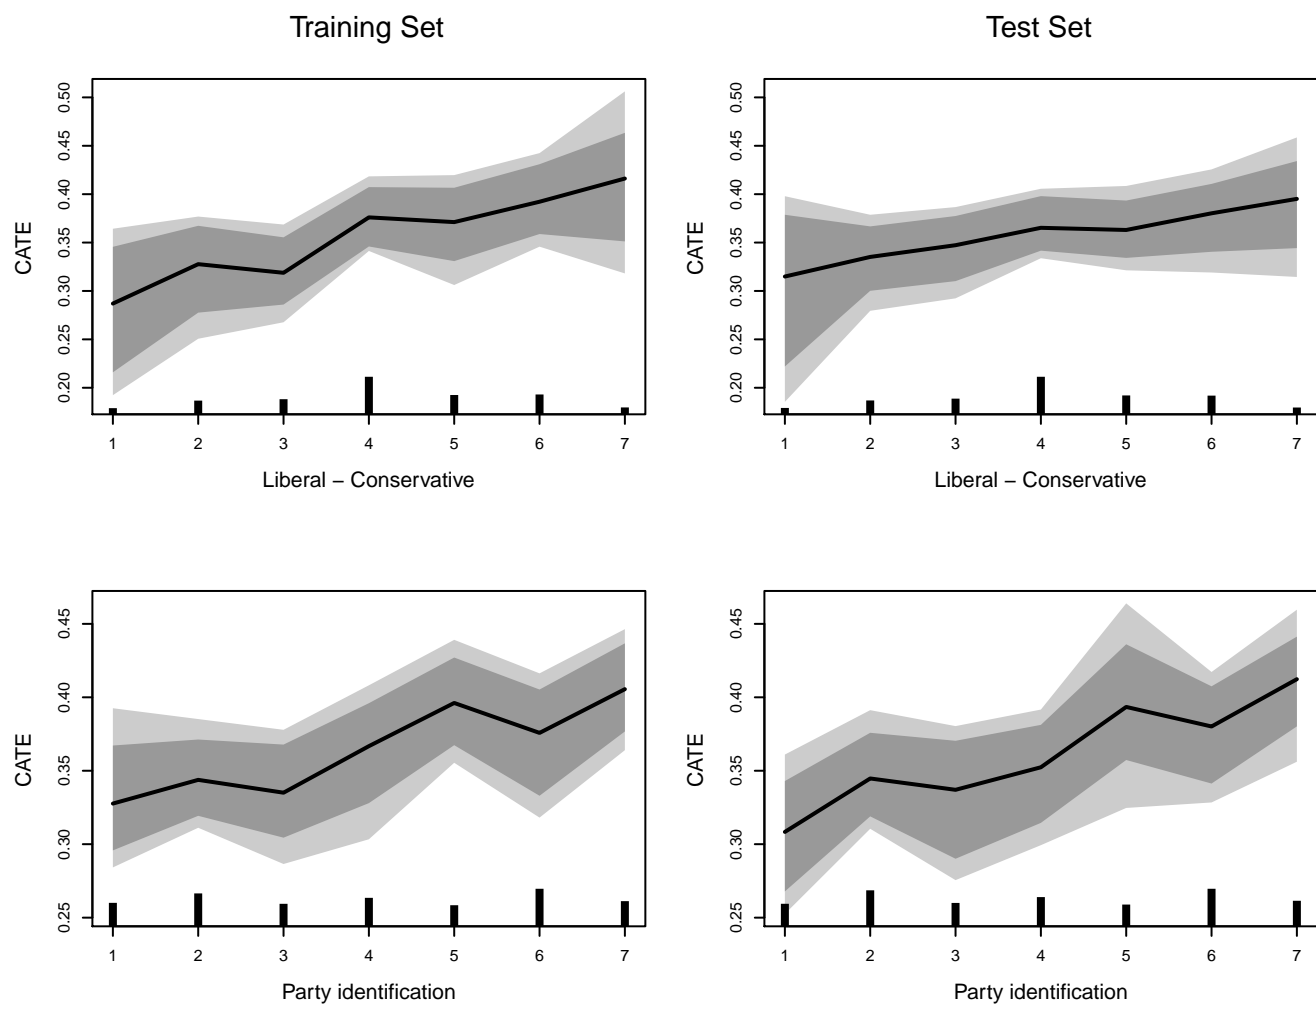 Training Set
Test Set
0.50
0.45
0.40
0.35
0.30
0.25
0.20
CATE
1 2 3 4 5 6 7
Liberal – Conservative
0.50
0.45
0.40
0.35
0.30
0.25
0.20
CATE
1 2 3 4 5 6 7
Liberal – Conservative
0.45
0.40
0.35
0.30
0.25
CATE
1 2 3 4 5 6 7
Party identification
0.45
0.40
0.35
0.30
0.25
CATE
1 2 3 4 5 6 7
Party identification